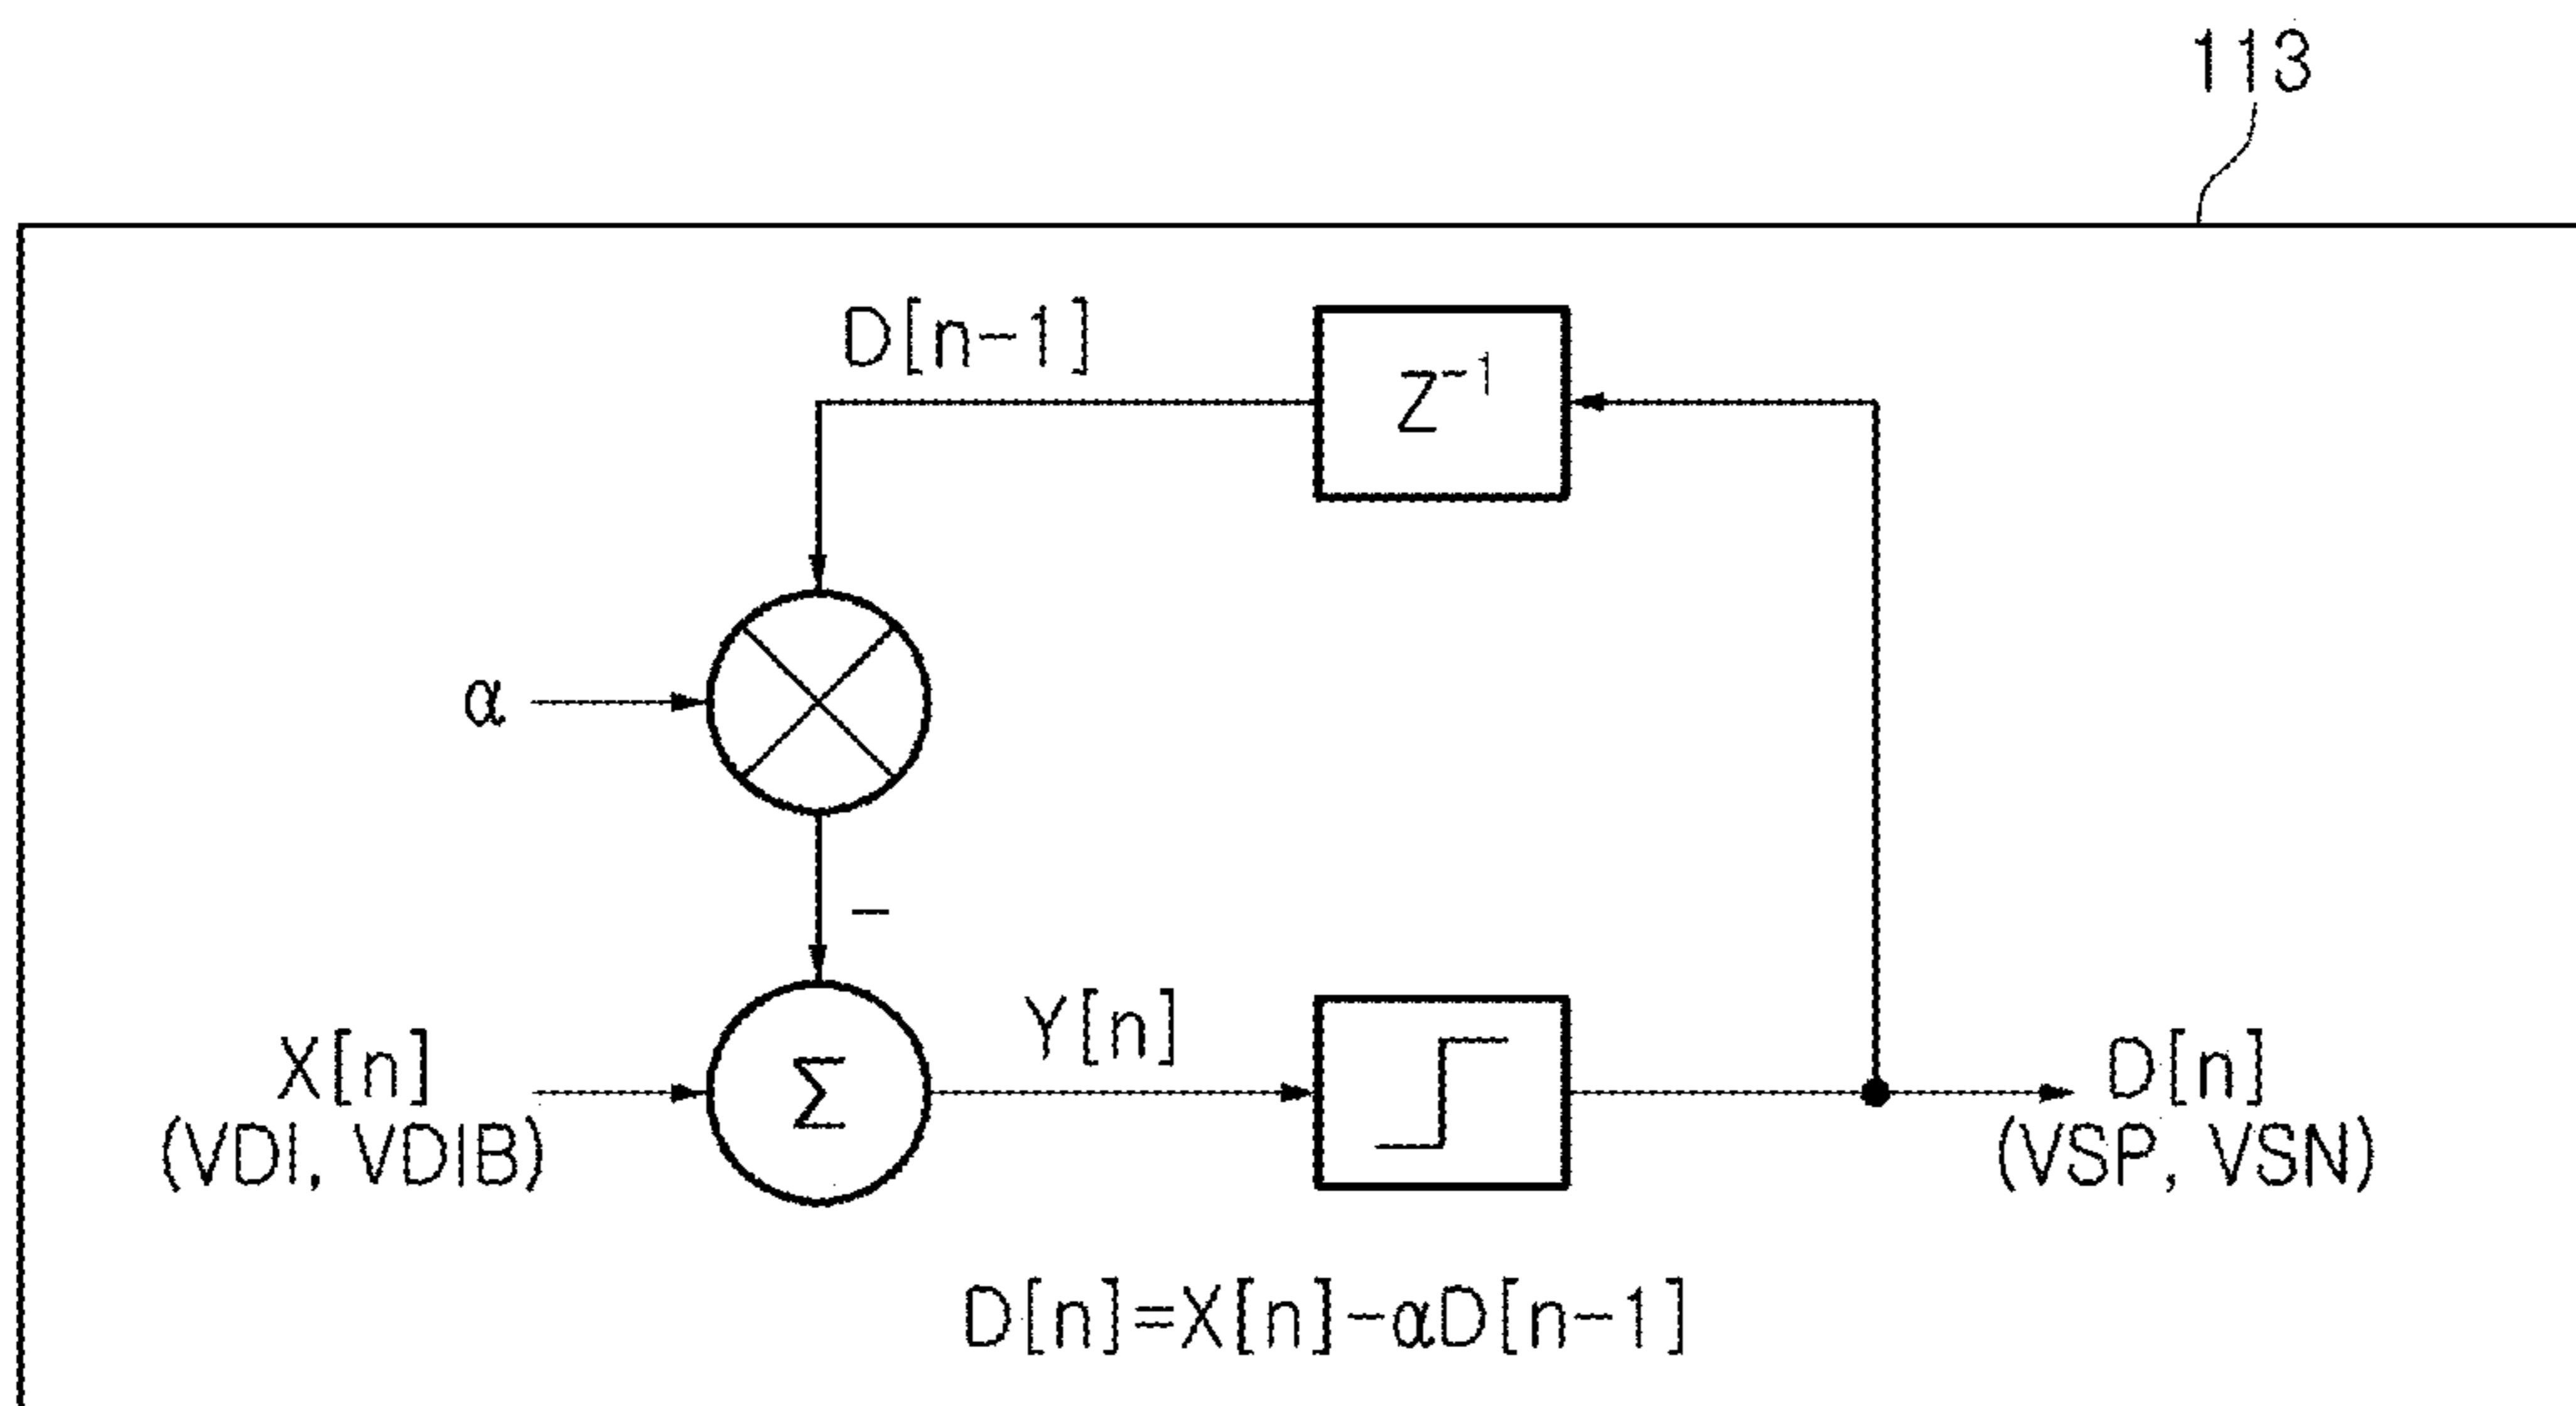 113
D[n-1]
Z⁻¹
α
−
X[n]
(VDI, VDIB)
Σ
Y[n]
D[n]
(VSP, VSN)
D[n]=X[n]-αD[n-1]